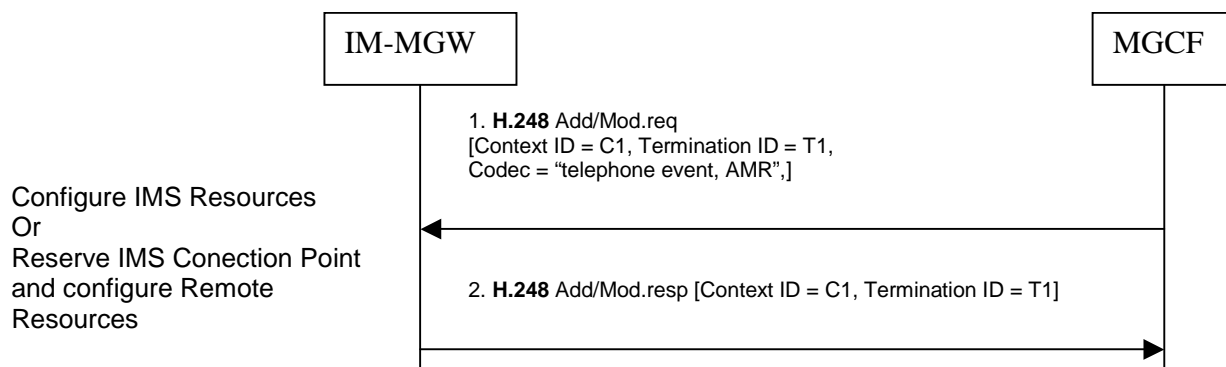 IM-MGW
MGCF
1. H.248 Add/Mod.req
[Context ID = C1, Termination ID = T1,
Codec = “telephone event, AMR”,]
Configure IMS Resources
Or
Reserve IMS Conection Point
and configure Remote
Resources
2. H.248 Add/Mod.resp [Context ID = C1, Termination ID = T1]